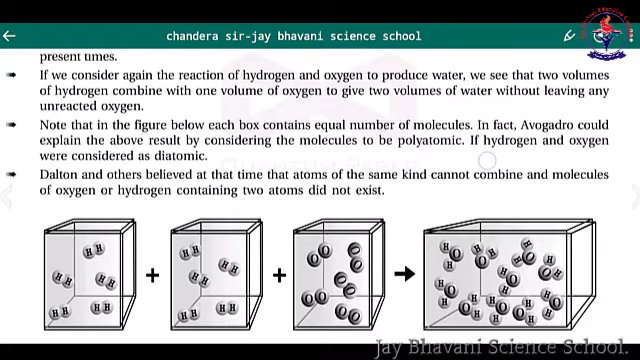 chandera sir-jay bhavani science school
present times.
If we consider again the reaction of hydrogen and oxygen to produce water, we see that two volumes
of hydrogen combine with one volume of oxygen to give two volumes of water without leaving any
unreacted oxygen.
Note that in the figure below each box contains equal number of molecules. In fact, Avogadro could
explain the above result by considering the molecules to be polyatomic. If hydrogen and oxygen
were considered as diatomic.
Dalton and others believed at that time that atoms of the same kind cannot combine and molecules
of oxygen or hydrogen containing two atoms did not exist.
Jay Bhavani Science School.